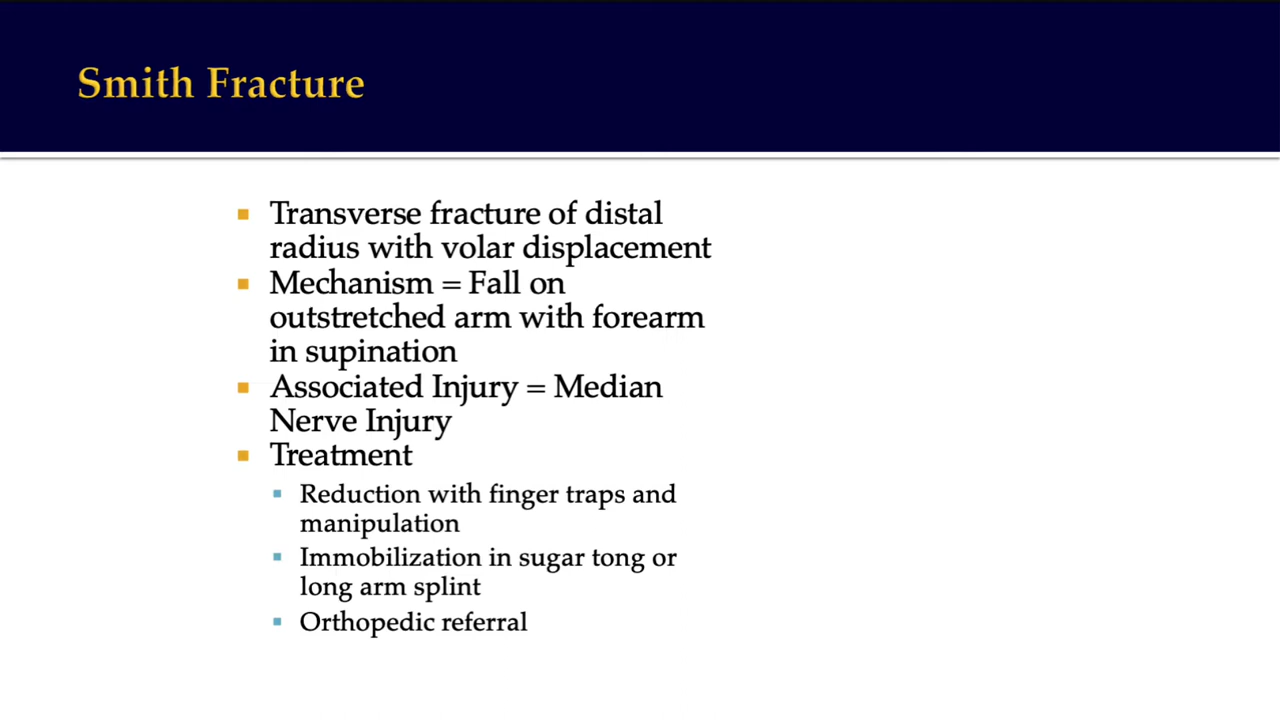 Smith Fracture
Transverse fracture of distal
radius with volar displacement
Mechanism = Fall on
outstretched arm with forearm
in supination
Associated Injury = Median
Nerve Injury
Treatment
Reduction with finger traps and
manipulation
Immobilization in sugar tong or
long arm splint
Orthopedic referral